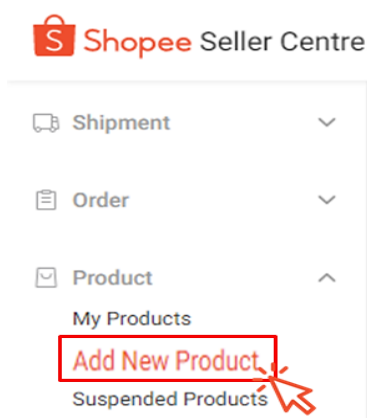 Shopee Seller Centre
Shipment
Order
Product
My Products
Add New Product
Suspended Products